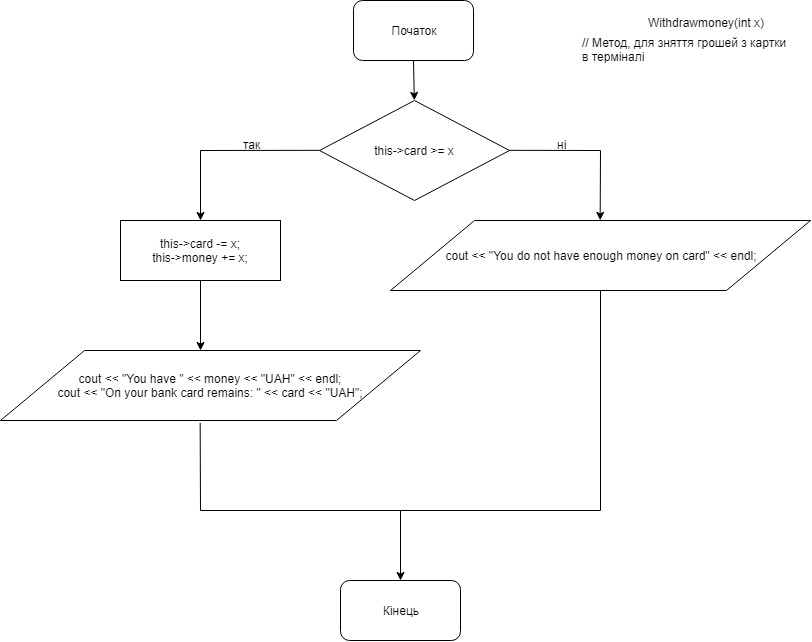 Початок
Withdrawmoney(int x)
// Метод, для зняття грошей з картки
в терміналі
this->card >= x
так
ні
this->card -= x;
this->money += x;
cout << "You do not have enough money on card" << endl;
cout << "You have " << money << "UAH" << endl;
cout << "On your bank card remains: " << card << "UAH";
Кінець